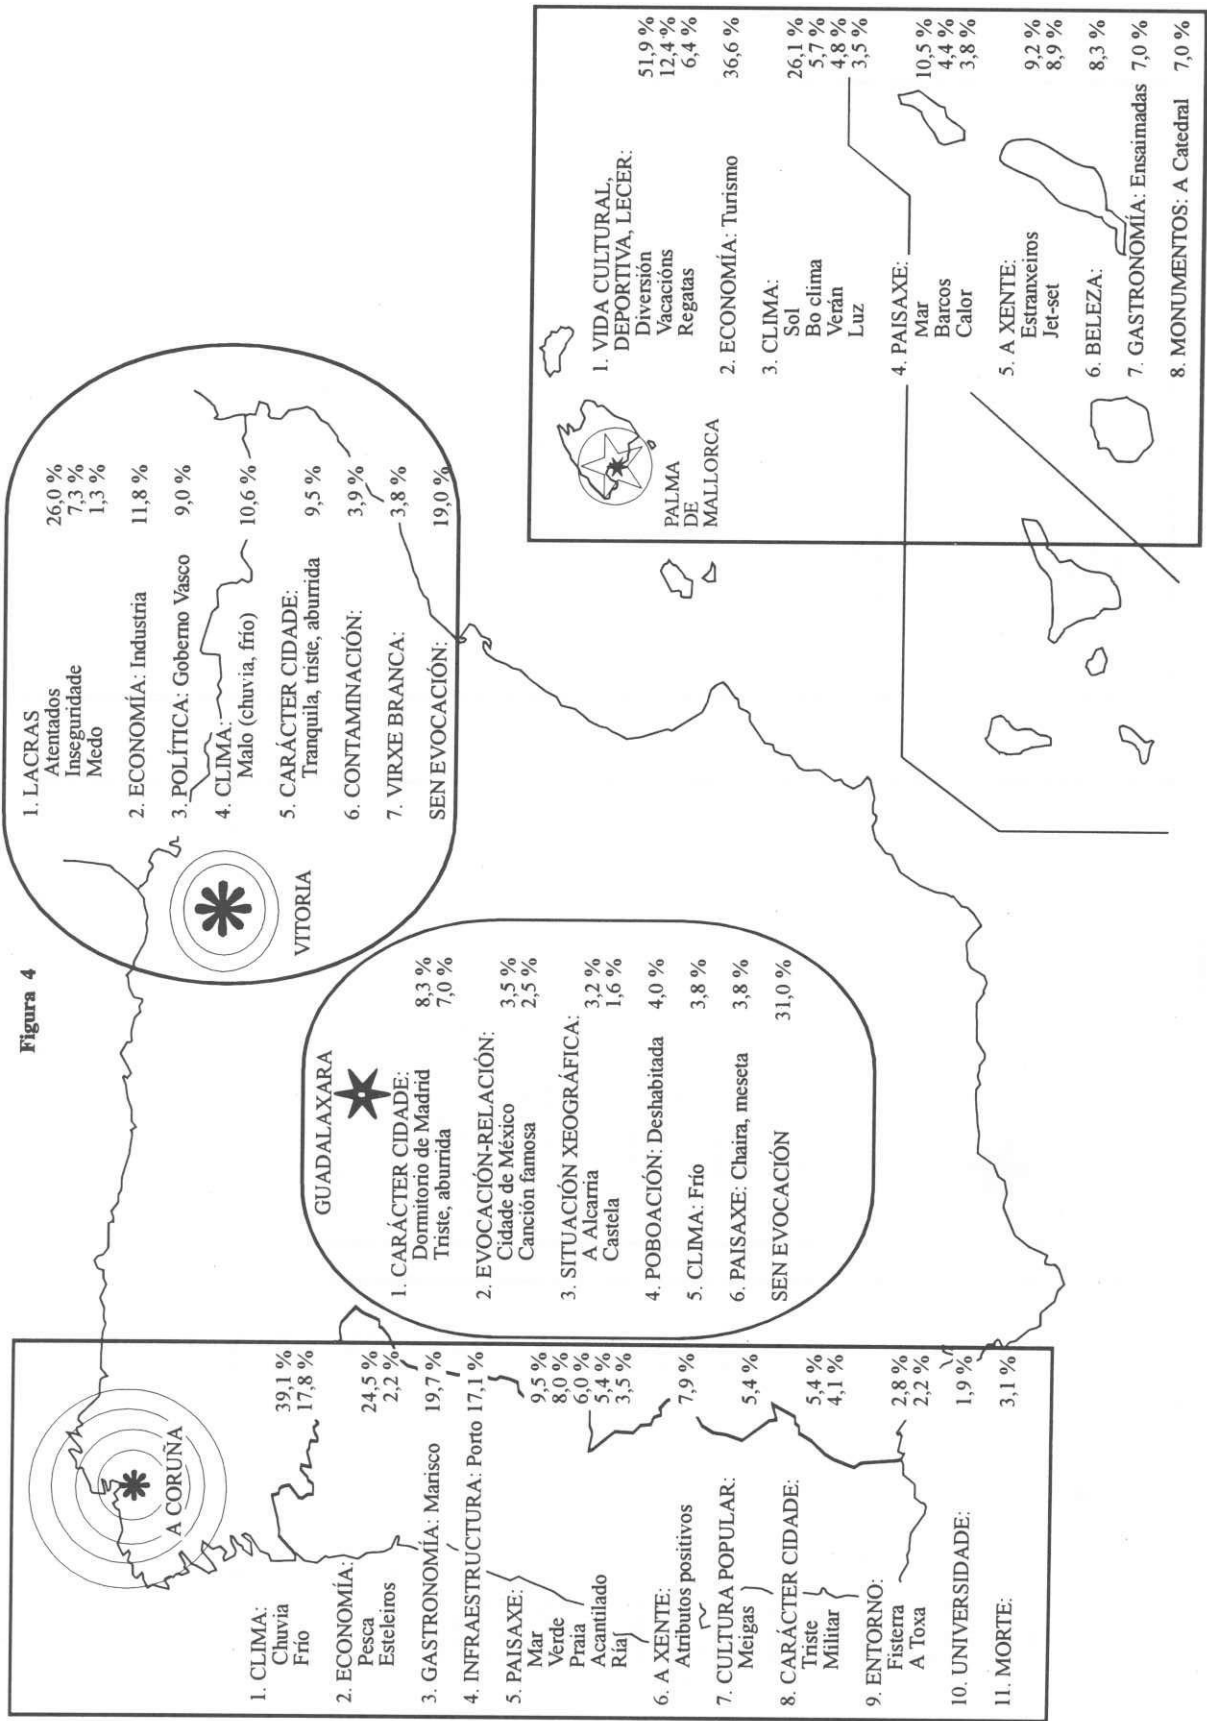 Figura 4
A CORUÑA
1. CLIMA:
Chuvia 39,1 %
Frío 17,8 %
2. ECONOMÍA:
Pesca 24,5 %
Esteleiros 2,2 %
3. GASTRONOMÍA: Marisco 19,7 %
4. INFRAESTRUCTURA: Porto 17,1 %
5. PAISAXE:
Mar 9,5 %
Verde 8,0 %
Praia 6,0 %
Acantilado 5,4 %
Ría 3,5 %
6. A XENTE:
Atributos positivos 7,9 %
7. CULTURA POPULAR:
Meigas 5,4 %
8. CARÁCTER CIDADE:
Triste 5,4 %
Militar 4,1 %
9. ENTORNO:
Fisterra 2,8 %
A Toxa 2,2 %
10. UNIVERSIDADE: 1,9 %
11. MORTE: 3,1 %
GUADALAXARA
1. CARÁCTER CIDADE:
Dormitorio de Madrid 8,3 %
Triste, aburrida 7,0 %
2. EVOCACIÓN-RELACIÓN:
Cidade de México 3,5 %
Canción famosa 2,5 %
3. SITUACIÓN XEOGRÁFICA:
A Alcarria 3,2 %
Castela 1,6 %
4. POBOACIÓN: Deshabitada 4,0 %
5. CLIMA: Frío 3,8 %
6. PAISAXE: Chaira, meseta 3,8 %
SEN EVOCACIÓN 31,0 %
VITORIA
1. LACRAS
Atentados 26,0 %
Inseguridade 7,3 %
Medo 1,3 %
2. ECONOMÍA: Industria 11,8 %
3. POLÍTICA: Goberno Vasco 9,0 %
4. CLIMA:
Malo (chuvia, frío) 10,6 %
5. CARÁCTER CIDADE:
Tranquila, triste, aburrida 9,5 %
6. CONTAMINACIÓN: 3,9 %
7. VIRXE BRANCA: 3,8 %
SEN EVOCACIÓN: 19,0 %
PALMA
DE
MALLORCA
1. VIDA CULTURAL,
DEPORTIVA, LECER:
Diversión 51,9 %
Vacacións 12,4 %
Regatas 6,4 %
2. ECONOMÍA: Turismo 36,6 %
3. CLIMA:
Sol 26,1 %
Bo clima 5,7 %
Verán 4,8 %
Luz 3,5 %
4. PAISAXE:
Mar 10,5 %
Barcos 4,4 %
Calor 3,8 %
5. A XENTE:
Estranxeiros 9,2 %
Jet-set 8,9 %
6. BELEZA: 8,3 %
7. GASTRONOMÍA: Ensaimadas 7,0 %
8. MONUMENTOS: A Catedral 7,0 %